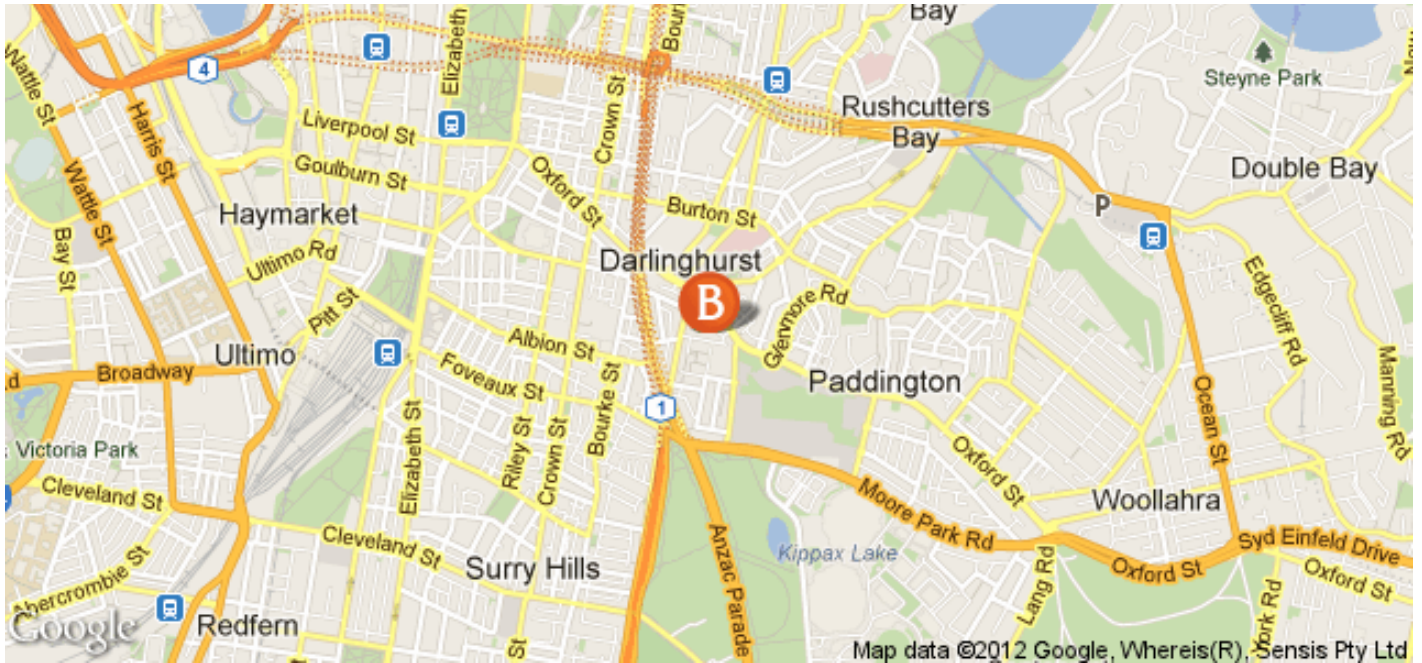 Bay
Bourk
Steyne Park
4
Elizabeth St
Nattle St
Harris St
Crown St
Rushcutters
Bay
Liverpool St
Goulburn St
Oxford St
Double Bay
Wattle St
Burton St
P
Haymarket
Bay St
Ultimo Rd
Darlinghurst
B
Pitt St
Glenmore Rd
Edgecliff Rd
Albion St
Ultimo
Broadway
Foveaux St
Paddington
Manning Rd
1
Bourke St
Riley St
Crown St
Elizabeth St
Ocean St
Victoria Park
Oxford St
Cleveland St
Moore Park Rd
Woollahra
Cleveland St
Anzac Parade
Kippax Lake
Syd Einfeld Drive
Surry Hills
Oxford St
Oxford St
Abercrombie St
Lang Rd
York Rd
Redfern
Google
Map data ©2012 Google, Whereis(R), Sensis Pty Ltd